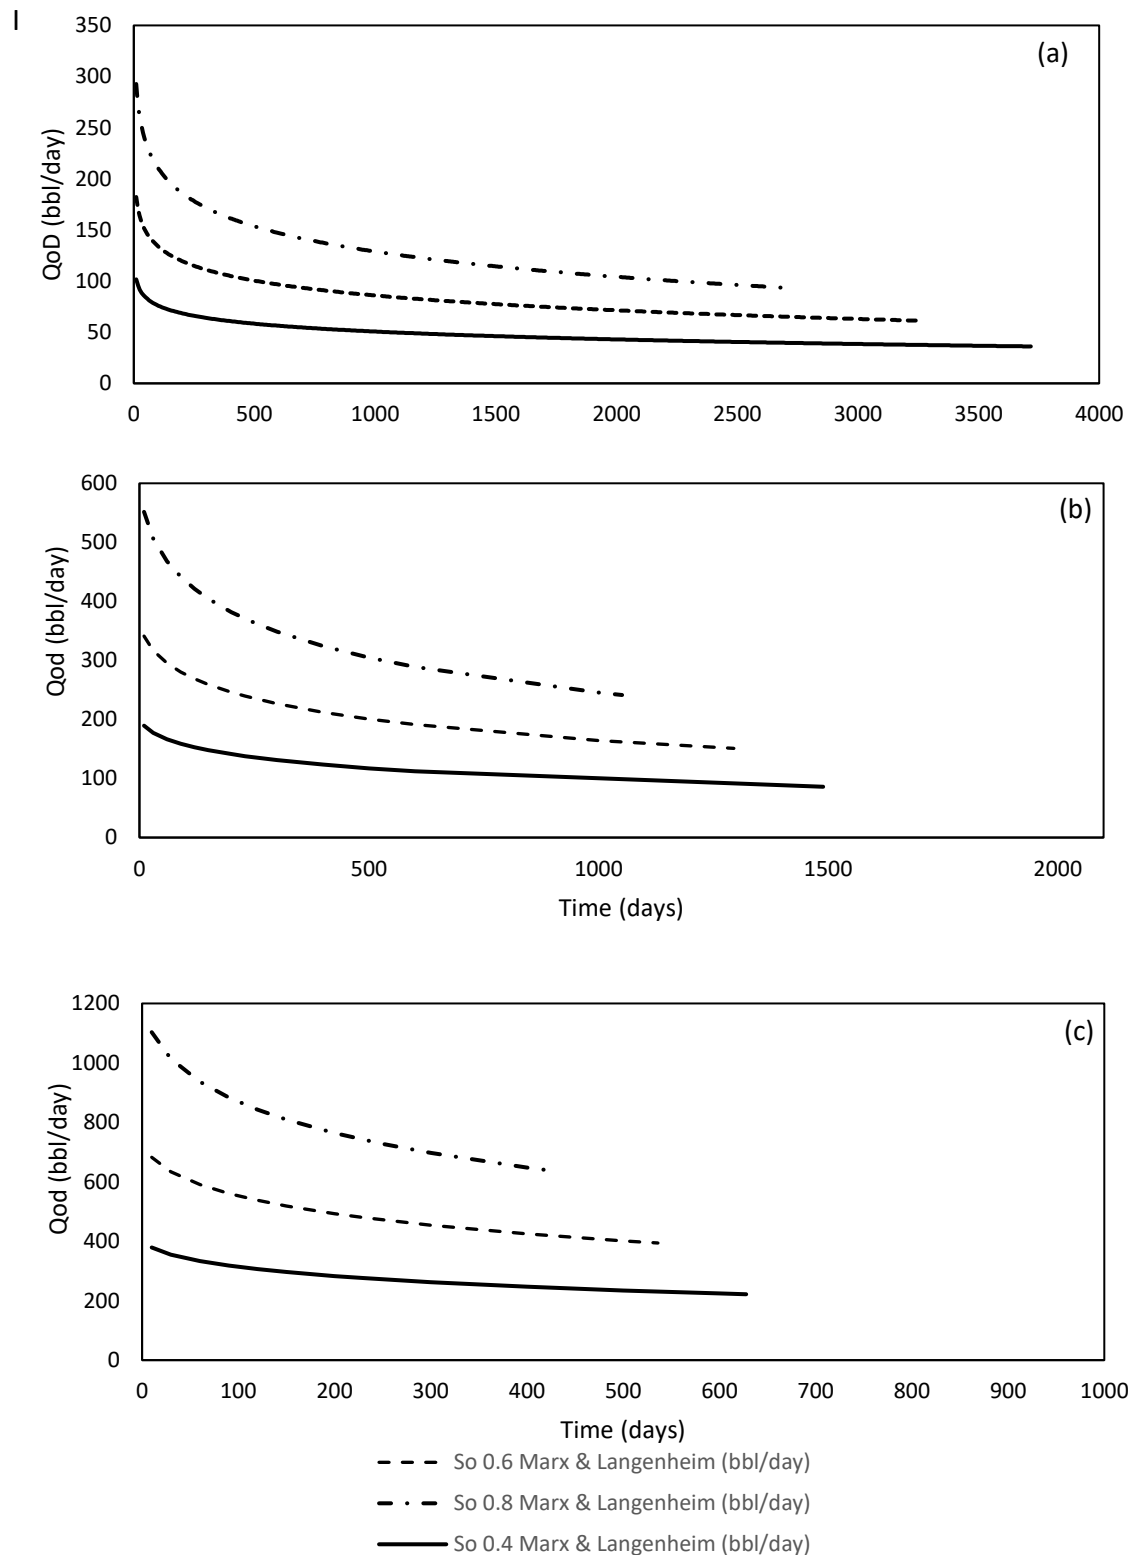 I
(a)
QoD (bbl/day)
350
300
250
200
150
100
50
0
0 500 1000 1500 2000 2500 3000 3500 4000
(b)
Qod (bbl/day)
600
500
400
300
200
100
0
0 500 1000 1500 2000
Time (days)
(c)
Qod (bbl/day)
1200
1000
800
600
400
200
0
0 100 200 300 400 500 600 700 800 900 1000
Time (days)
So 0.6 Marx & Langenheim (bbl/day)
So 0.8 Marx & Langenheim (bbl/day)
So 0.4 Marx & Langenheim (bbl/day)